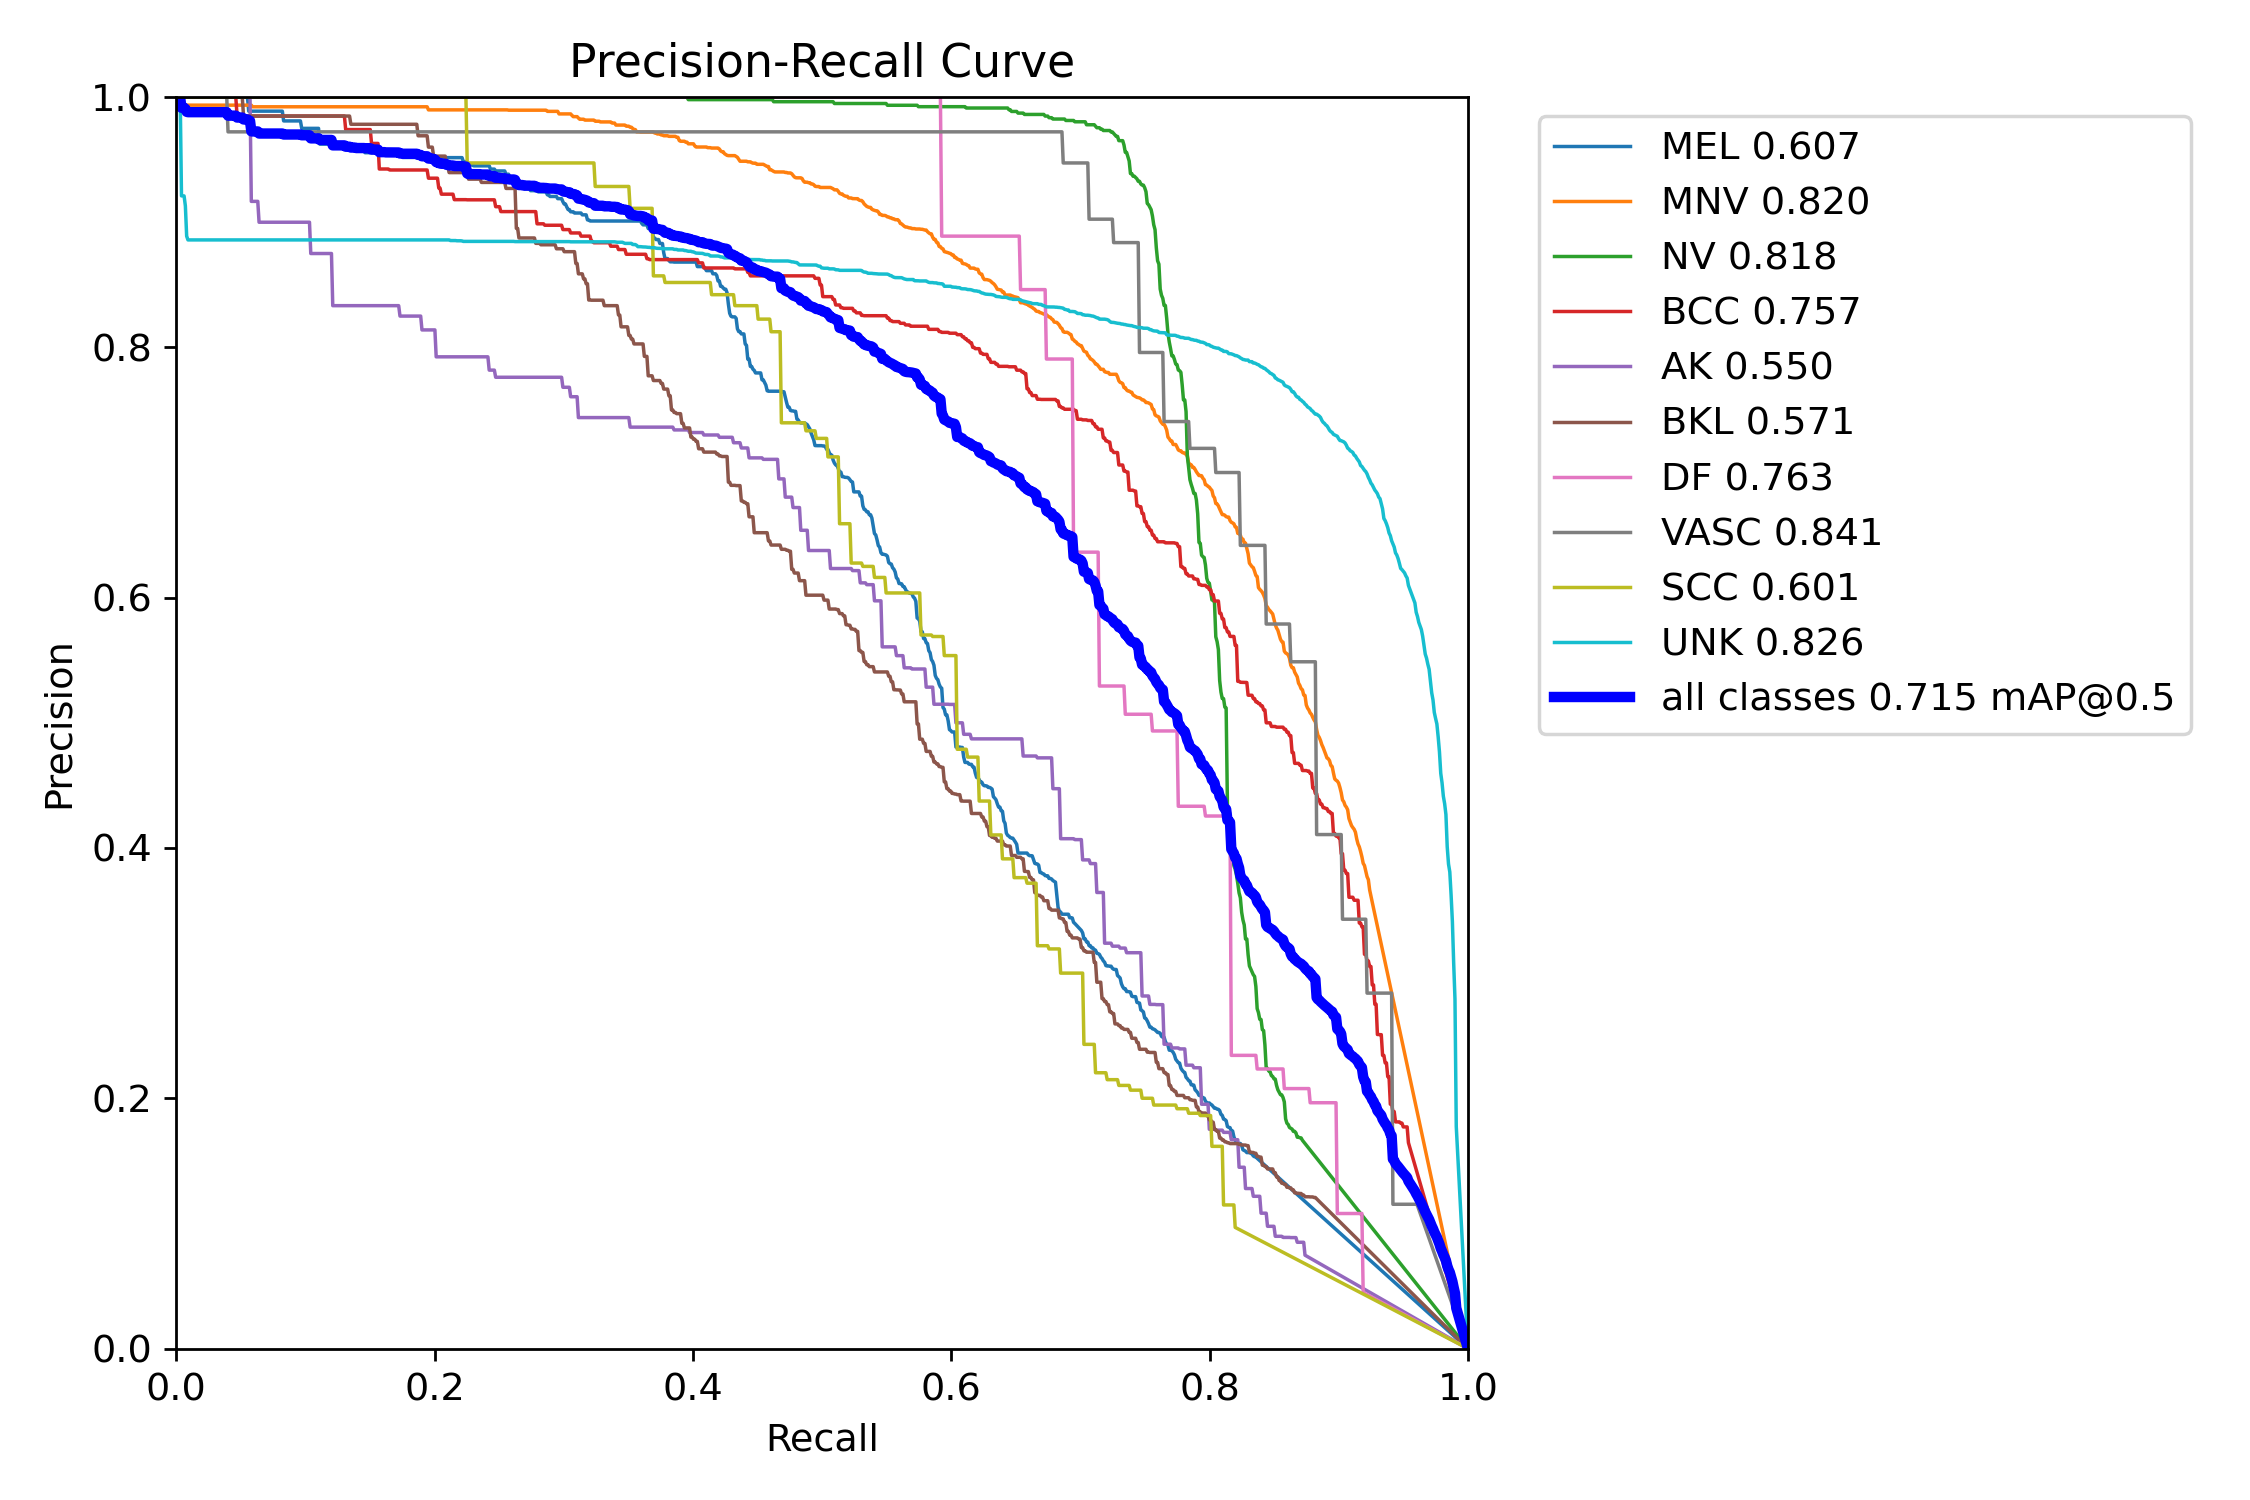 Precision-Recall Curve
1.0
0.8
0.6
0.4
0.2
0.0
Precision
0.0 0.2 0.4 0.6 0.8 1.0
Recall
MEL 0.607
MNV 0.820
NV 0.818
BCC 0.757
AK 0.550
BKL 0.571
DF 0.763
VASC 0.841
SCC 0.601
UNK 0.826
all classes 0.715 mAP@0.5